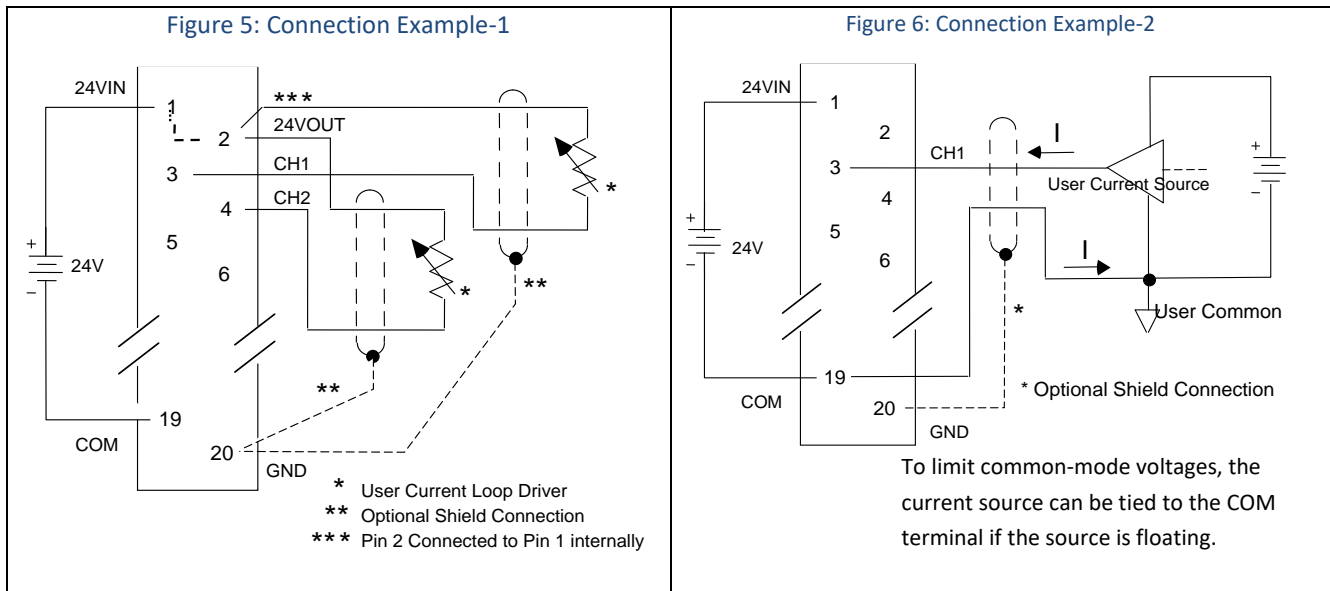 Figure 5: Connection Example-1
24VIN
1
***
2
24VOUT
3
CH1
*
4
CH2
+
5
24V
6
*
–
**
**
19
COM
20
GND
* User Current Loop Driver
** Optional Shield Connection
*** Pin 2 Connected to Pin 1 internally
Figure 6: Connection Example-2
24VIN
1
2
I
CH1
+
3
User Current Source
4
–
+
5
24V
6
I
–
*
User Common
19
* Optional Shield Connection
COM
20
GND
To limit common-mode voltages, the
current source can be tied to the COM
terminal if the source is floating.